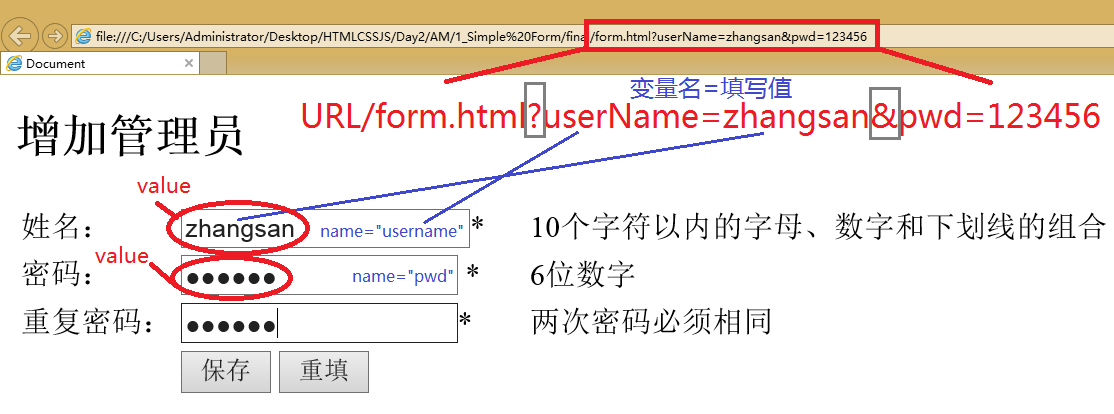 file:///C:/Users/Administrator/Desktop/HTMLCSSJS/Day2/AM/1_Simple%20Form/final/form.html?userName=zhangsan&pwd=123456
Document
变量名=填写值
URL/form.html?userName=zhangsan&pwd=123456
增加管理员
value
姓名： zhangsan name="username" * 10个字符以内的字母、数字和下划线的组合
value
密码： ●●●●●● name="pwd" * 6位数字
重复密码： ●●●●●● * 两次密码必须相同
保存 重填